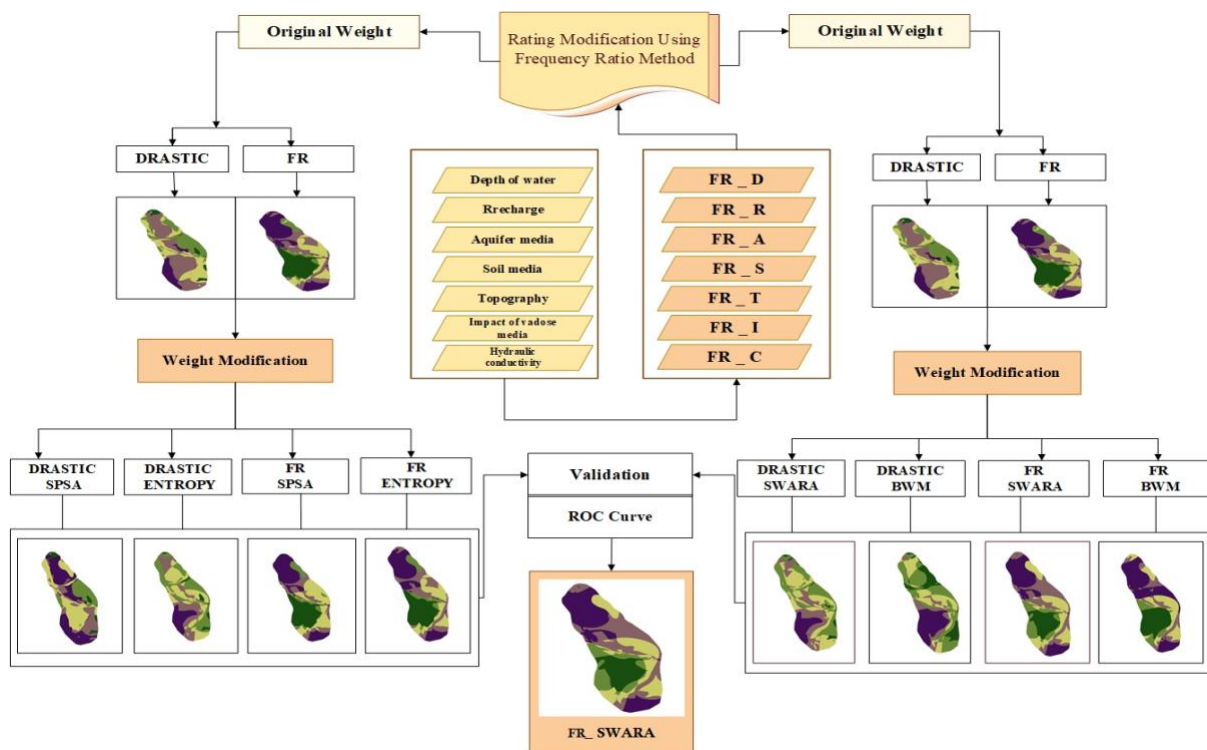 Original Weight
Rating Modification Using
Frequency Ratio Method
Original Weight
DRASTIC
FR
Depth of water
Rrecharge
Aquifer media
Soil media
Topography
Impact of vadose
media
Hydraulic
conductivity
FR _ D
FR _ R
FR _ A
FR _ S
FR _ T
FR _ I
FR _ C
DRASTIC
FR
Weight Modification
Weight Modification
DRASTIC
SPSA
DRASTIC
ENTROPY
FR
SPSA
FR
ENTROPY
Validation
ROC Curve
DRASTIC
SWARA
DRASTIC
BWM
FR
SWARA
FR
BWM
FR_ SWARA